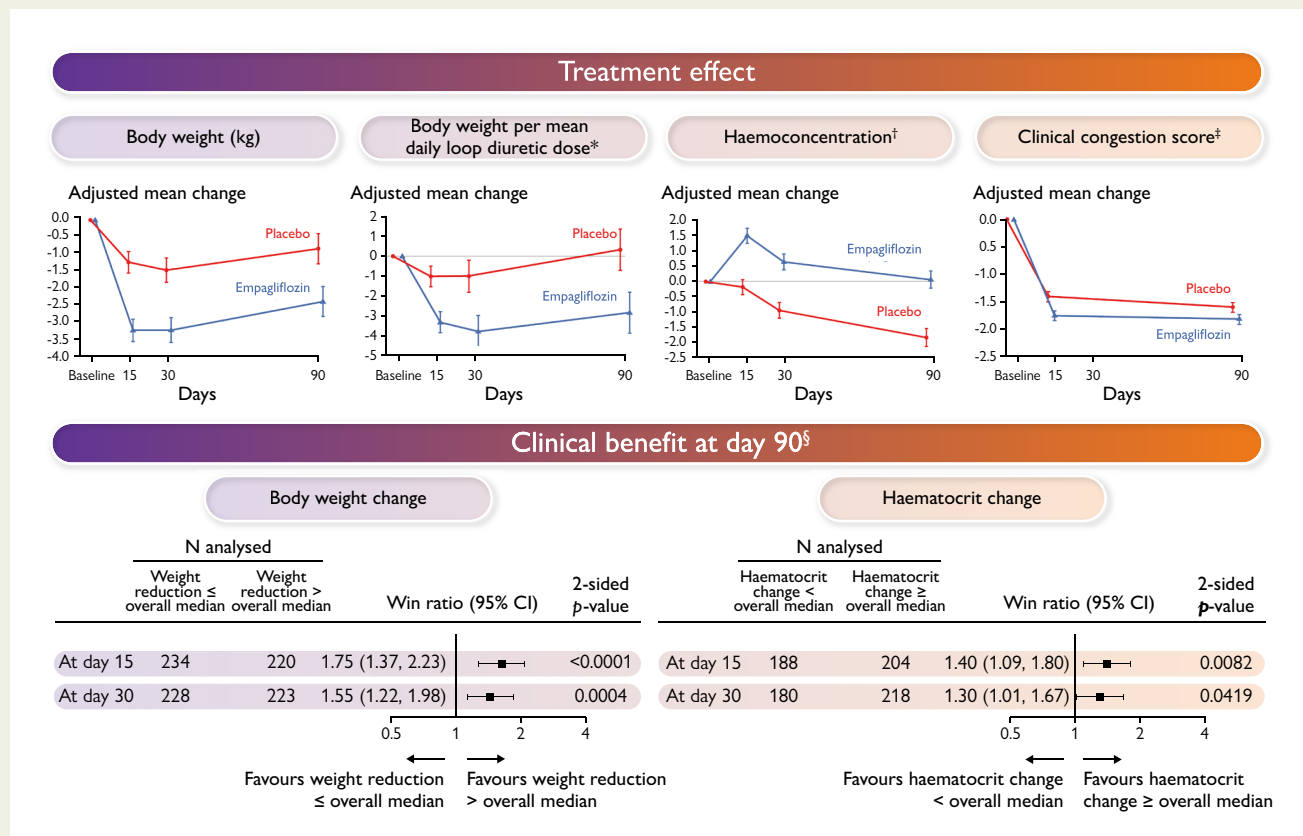 Treatment effect
Body weight (kg)
Body weight per mean
daily loop diuretic dose*
Haemoconcentration†
Clinical congestion score‡
Adjusted mean change
0.0
-0.5
-1.0
-1.5
-2.0
-2.5
-3.0
-3.5
-4.0
Placebo
Empagliflozin
Baseline 15 30 90
Days
Adjusted mean change
2
1
0
-1
-2
-3
-4
-5
Placebo
Empagliflozin
Baseline 15 30 90
Days
Adjusted mean change
2.0
1.5
1.0
0.5
0.0
-0.5
-1.0
-1.5
-2.0
-2.5
Empagliflozin
Placebo
Baseline 15 30 90
Days
Adjusted mean change
0.0
0.5
-1.0
-1.5
-2.0
-2.5
Placebo
Empagliflozin
Baseline 15 30 90
Days
Clinical benefit at day 90§
Body weight change
N analysed
Weight
reduction ≤
overall median
Weight
reduction >
overall median
Win ratio (95% CI)
2-sided
p-value
At day 15 234 220 1.75 (1.37, 2.23) <0.0001
At day 30 228 223 1.55 (1.22, 1.98) 0.0004
0.5 1 2 4
Favours weight reduction
≤ overall median
Favours weight reduction
> overall median
Haematocrit change
N analysed
Haematocrit
change <
overall median
Haematocrit
change ≥
overall median
Win ratio (95% CI)
2-sided
p-value
At day 15 188 204 1.40 (1.09, 1.80) 0.0082
At day 30 180 218 1.30 (1.01, 1.67) 0.0419
0.5 1 2 4
Favours haematocrit change
< overall median
Favours haematocrit
change ≥ overall median